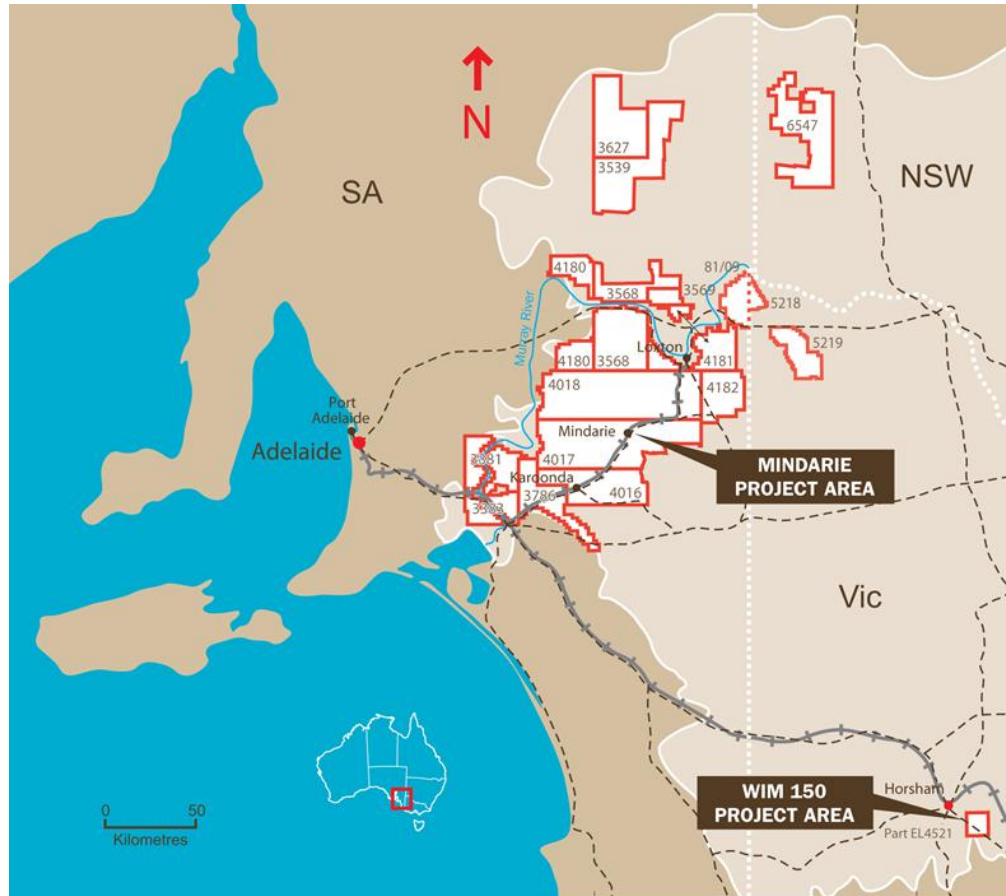 N
SA
NSW
3627
3539
6547
4180
3568
3569
81/09
5218
5219
Murray River
Loxton
4180
3568
4181
4018
4182
Port
Adelaide
Adelaide
Mindarie
MINDARIE
PROJECT AREA
3381
4017
Karoonda
3786
4016
3383
Vic
WIM 150
PROJECT AREA
Horsham
Part EL4521
0 50
Kilometres